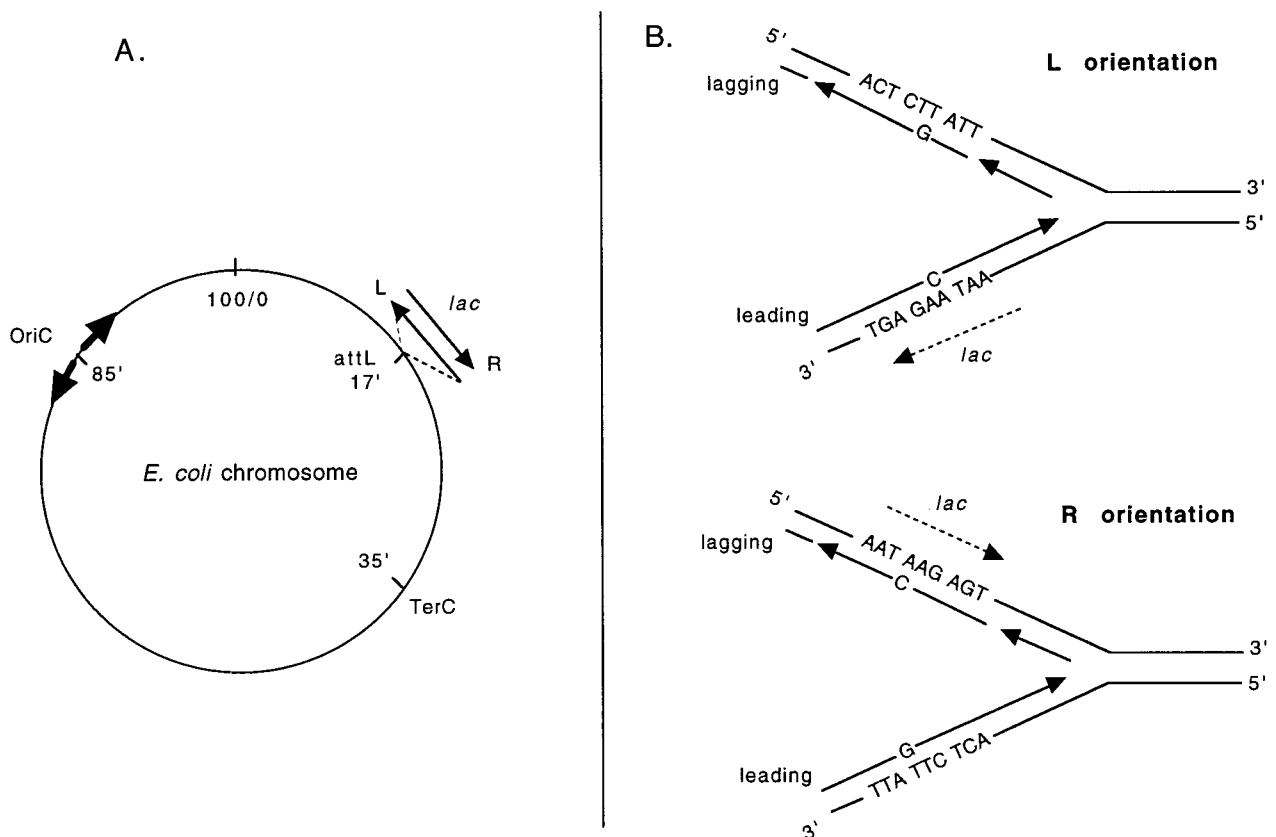 A.
100/0
OriC
85'
L
lac
R
attL
17'
E. coli chromosome
35'
TerC
B.
L orientation
5'
lagging
ACT CTT ATT
G
3'
5'
C
leading
TGA GAA TAA
3'
lac
R orientation
5'
lac
lagging
AAT AAG AGT
C
3'
5'
G
leading
TTA TTC TCA
3'